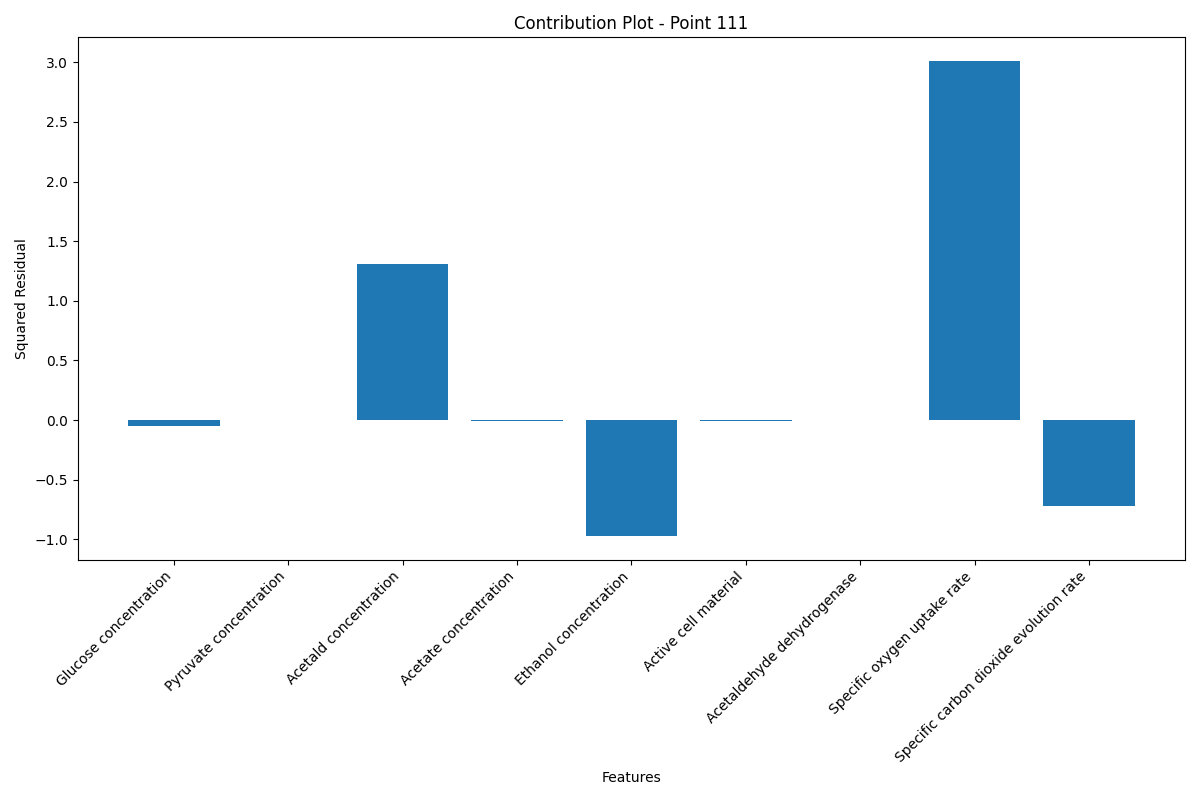 Contribution Plot - Point 111
Squared Residual
3.0
2.5
2.0
1.5
1.0
0.5
0.0
−0.5
−1.0
Glucose concentration
Pyruvate concentration
Acetald concentration
Acetate concentration
Ethanol concentration
Active cell material
Acetaldehyde dehydrogenase
Specific oxygen uptake rate
Specific carbon dioxide evolution rate
Features